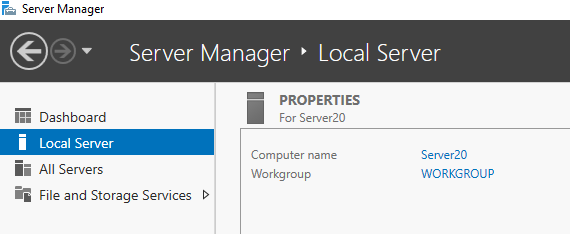 Server Manager
Server Manager • Local Server
Dashboard
Local Server
All Servers
File and Storage Services
PROPERTIES
For Server20
Computer name Server20
Workgroup WORKGROUP